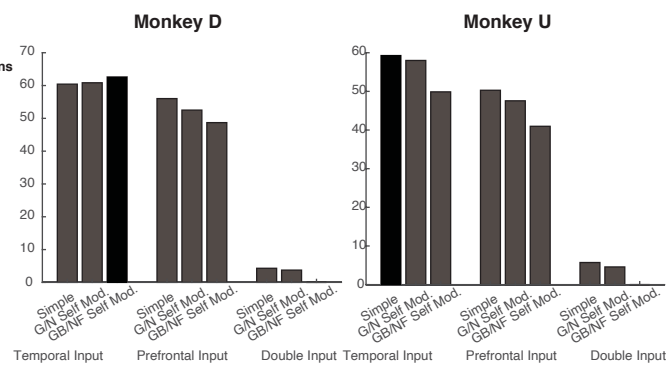 Monkey D
Monkey U
ns
70
60
50
40
30
20
10
0
60
50
40
30
20
10
0
Simple
G/N Self Mod.
GB/NF Self Mod.
Simple
G/N Self Mod.
GB/NF Self Mod.
Simple
G/N Self Mod.
GB/NF Self Mod.
Simple
G/N Self Mod.
GB/NF Self Mod.
Simple
G/N Self Mod.
GB/NF Self Mod.
Simple
G/N Self Mod.
GB/NF Self Mod.
Temporal Input Prefrontal Input Double Input Temporal Input Prefrontal Input Double Input